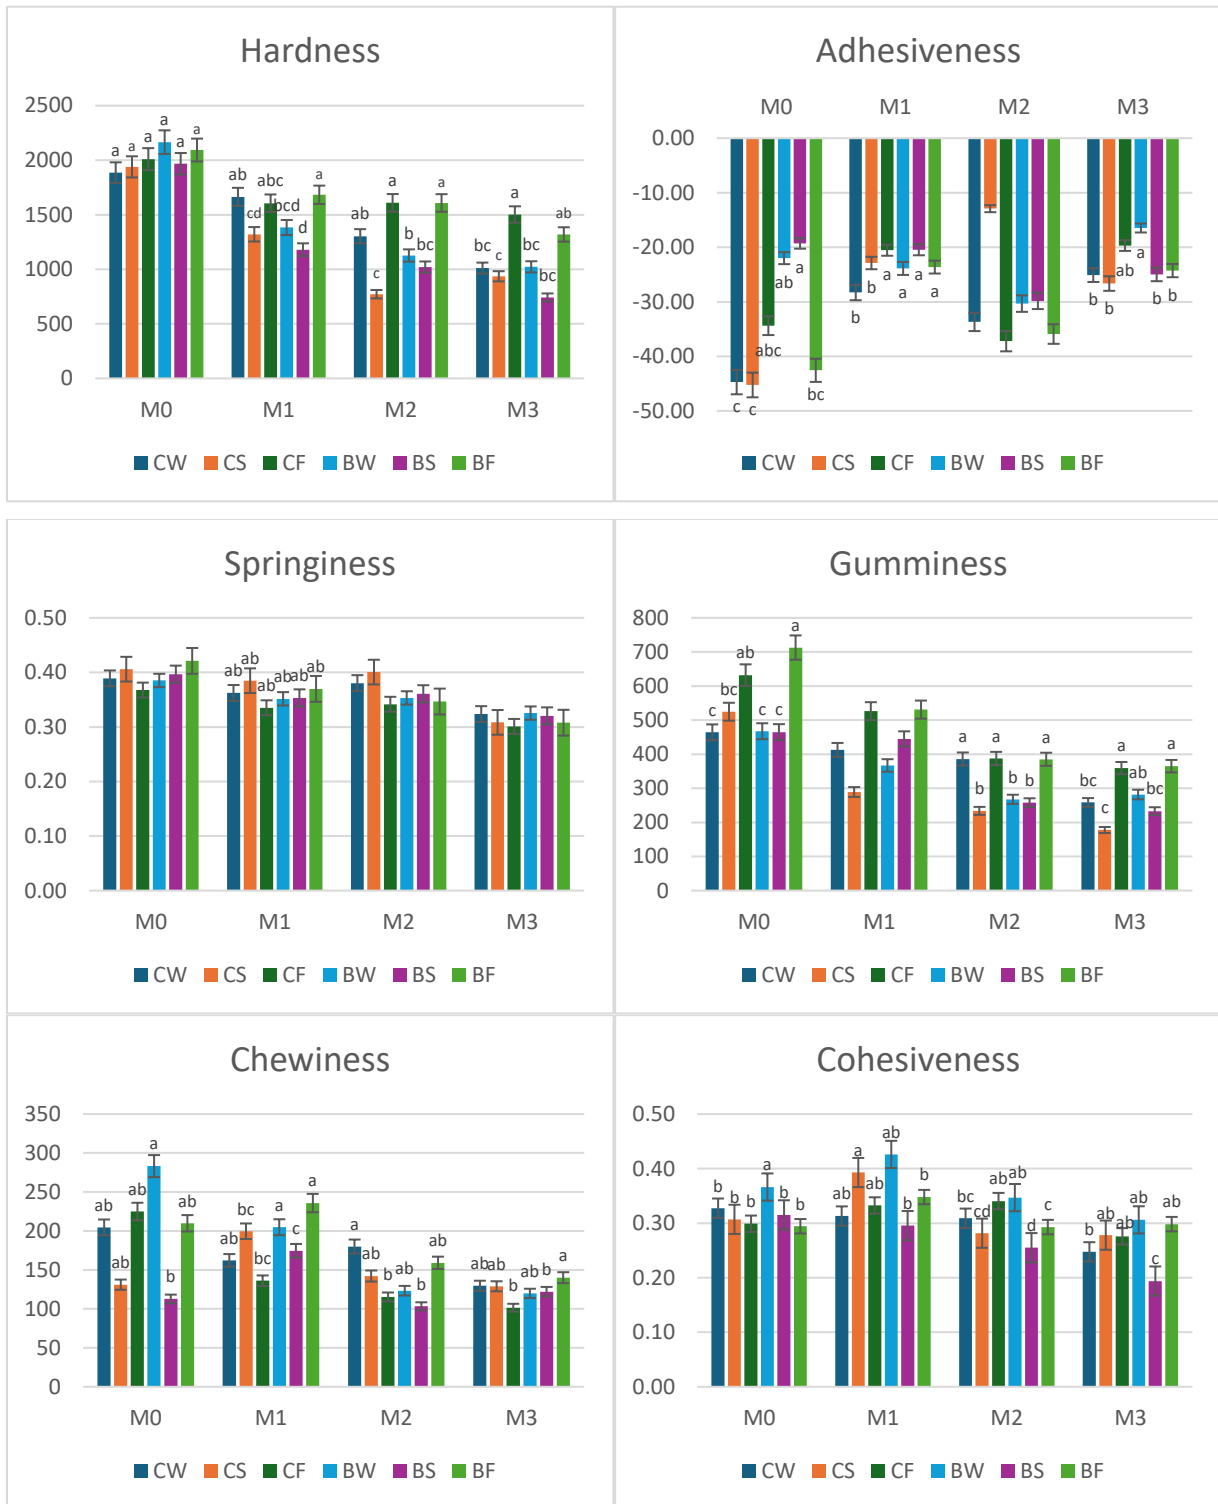 Hardness
2500
2000
1500
1000
500
0
a a a a a a
ab cd abc bcd d a
ab c a b bc a
bc c a bc bc ab
M0 M1 M2 M3
CW CS CF BW BS BF
Adhesiveness
M0 M1 M2 M3
0.00
-10.00
-20.00
-30.00
-40.00
-50.00
c c abc ab a bc
b b a a a a
b b ab a b b
CW CS CF BW BS BF
Springiness
0.50
0.40
0.30
0.20
0.10
0.00
ab ab ab ab ab ab
M0 M1 M2 M3
CW CS CF BW BS BF
Gumminess
800
700
600
500
400
300
200
100
0
c bc ab c c a
a b a b b a
bc c a ab bc a
M0 M1 M2 M3
CW CS CF BW BS BF
Chewiness
350
300
250
200
150
100
50
0
ab ab ab a b ab
ab bc bc a c a
a ab b ab b ab
ab ab b ab b a
M0 M1 M2 M3
CW CS CF BW BS BF
Cohesiveness
0.50
0.40
0.30
0.20
0.10
0.00
b b b a b b
ab a ab ab b b
bc cd ab ab d c
b ab ab ab c ab
M0 M1 M2 M3
CW CS CF BW BS BF